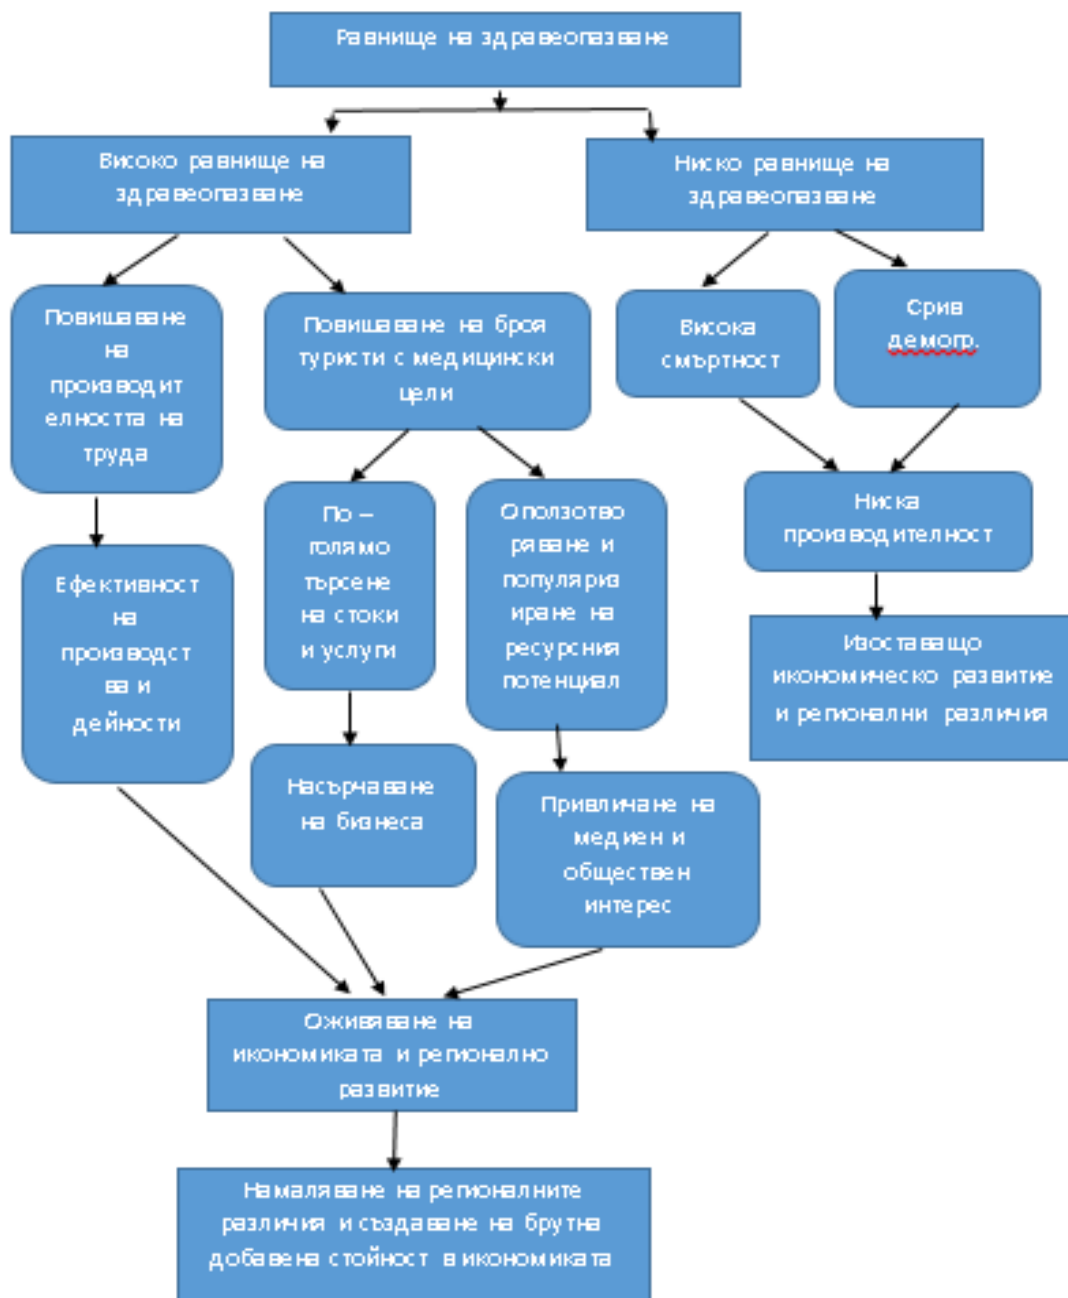 Равнище на здравеопазване
Високо равнище на
здравеопазване
Ниско равнище на
здравеопазване
Повишаване
на
производит
елността на
труда
Повишаване на броя
туристи с медицински
цели
Висока
смъртност
Срив
демогр.
Ефективност
на
производст
ва и
дейности
По –
голямо
търсене
на стоки
и услуги
Оползотво
ряване и
популяриз
иране на
ресурсния
потенциал
Ниска
производителност
Изоставащо
икономическо развитие
и регионални различия
Насърчаване
на бизнеса
Привличане на
медиен и
обществен
интерес
Оживяване на
икономиката и регионално
развитие
Намаляване на регионалните
различия и създаване на брутна
добавена стойност в икономиката